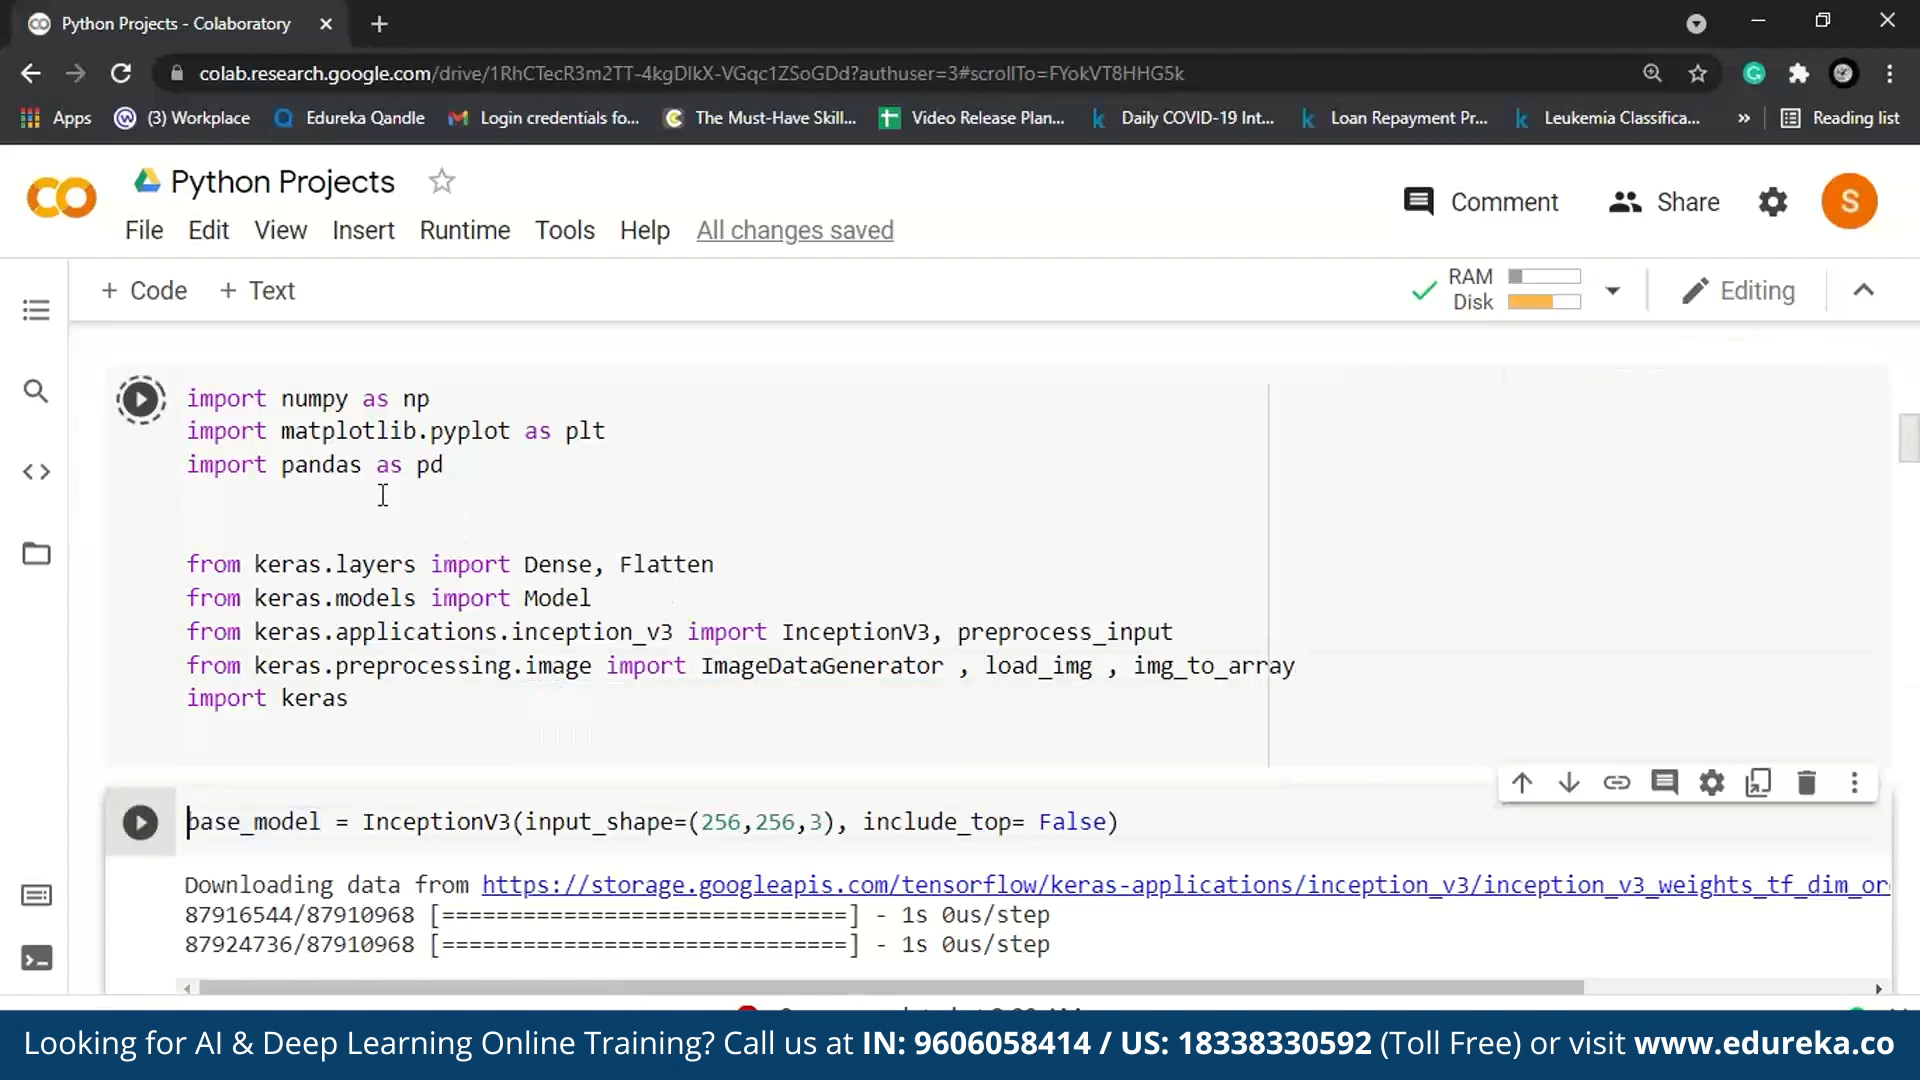 Python Projects - Colaboratory
colab.research.google.com/drive/1RhCTecR3m2TT-4kgDlkX-VGqc1ZSoGDd?authuser=3#scrollTo=FYokVT8HHG5k
Apps (3) Workplace Edureka Qandle Login credentials fo... The Must-Have Skill... Video Release Plan... Daily COVID-19 Int... Loan Repayment Pr... Leukemia Classifica... » Reading list
Python Projects
Comment Share S
File Edit View Insert Runtime Tools Help All changes saved
+ Code + Text
RAM
Disk
Editing
import numpy as np
import matplotlib.pyplot as plt
import pandas as pd
from keras.layers import Dense, Flatten
from keras.models import Model
from keras.applications.inception_v3 import InceptionV3, preprocess_input
from keras.preprocessing.image import ImageDataGenerator , load_img , img_to_array
import keras
base_model = InceptionV3(input_shape=(256,256,3), include_top= False)
Downloading data from https://storage.googleapis.com/tensorflow/keras-applications/inception_v3/inception_v3_weights_tf_dim_or
87916544/87910968 [==============================] - 1s 0us/step
87924736/87910968 [==============================] - 1s 0us/step
Looking for AI & Deep Learning Online Training? Call us at IN: 9606058414 / US: 18338330592 (Toll Free) or visit www.edureka.co